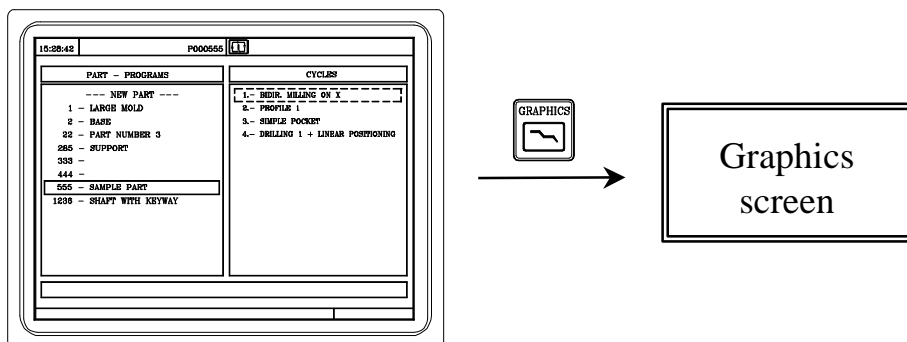 15:28:42 P000555
PART - PROGRAMS
CYCLES
--- NEW PART ---
1 - LARGE MOLD
2 - BASE
22 - PART NUMBER 3
285 - SUPPORT
333 -
444 -
555 - SAMPLE PART
1236 - SHAFT WITH KEYWAY
1.- BIDIR. MILLING ON X
2.- PROFILE 1
3.- SIMPLE POCKET
4.- DRILLING 1 + LINEAR POSITIONING
GRAPHICS
Graphics
screen